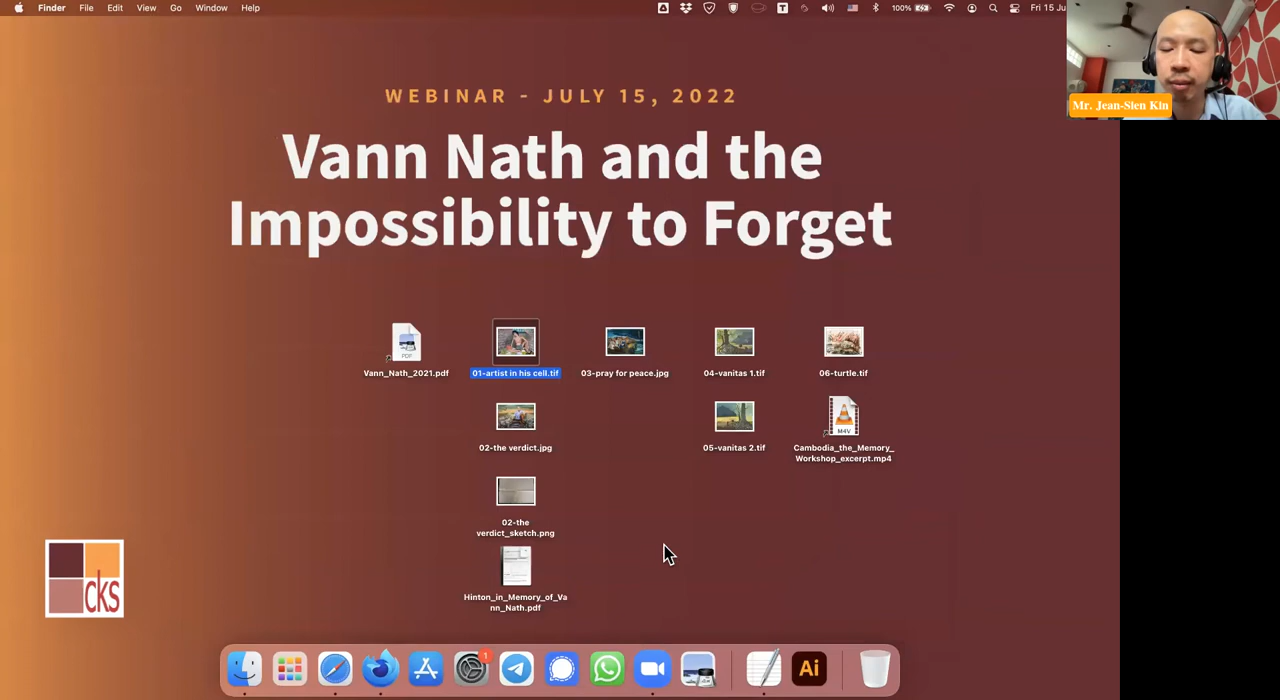 Finder File Edit View Go Window Help 100% Fri 15 Ju
Mr. Jean-Sien Kin
WEBINAR - JULY 15, 2022
Vann Nath and the
Impossibility to Forget
PDF
Vann_Nath_2021.pdf
01-artist in his cell.tif
03-pray for peace.jpg
04-vanitas 1.tif
06-turtle.tif
02-the verdict.jpg
05-vanitas 2.tif
M4V
Cambodia_the_Memory_
Workshop_excerpt.mp4
02-the
verdict_sketch.png
Hinton_in_Memory_of_Va
nn_Nath.pdf
cks
1
Ai